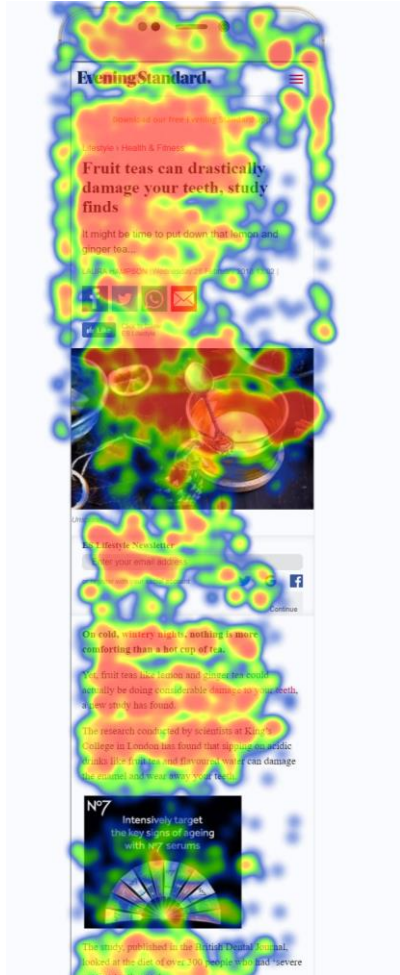 EveningStandard.
Lifestyle › Health & Fitness
Fruit teas can drastically
damage your teeth, study
finds
It might be time to put down that lemon and
ginger tea...
ES Lifestyle Newsletter
Enter your email address
Continue
On cold, wintery nights, nothing is more
comforting than a hot cup of tea.
Yet, fruit teas like lemon and ginger tea could
actually be doing considerable damage to your teeth,
a new study has found.
The research conducted by scientists at King's
College in London has found that sipping on acidic
drinks like fruit tea and flavoured water can damage
the enamel and wear away your teeth.
Nº7
Intensively target
the key signs of ageing
with Nº7 serums
The study, published in the British Dental Journal,
looked at the diet of over 300 people who had 'severe